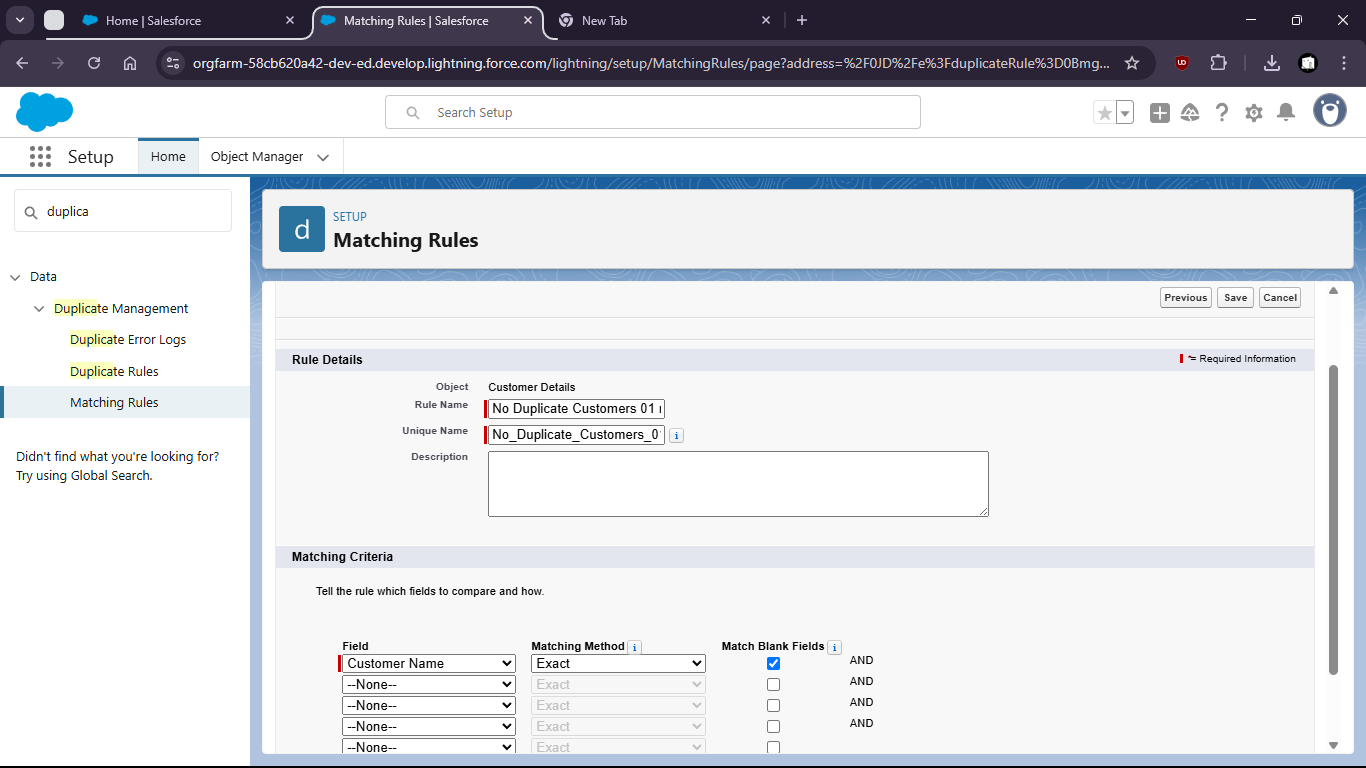 Home | Salesforce
Matching Rules | Salesforce
New Tab
orgfarm-58cb620a42-dev-ed.develop.lightning.force.com/lightning/setup/MatchingRules/page?address=%2F0JD%2Fe%3FduplicateRule%3D0Bmg...
Search Setup
Setup
Home
Object Manager
duplica
SETUP
Matching Rules
Data
Duplicate Management
Duplicate Error Logs
Duplicate Rules
Matching Rules
Didn't find what you're looking for?
Try using Global Search.
Previous Save Cancel
Rule Details
= Required Information
Object Customer Details
Rule Name No Duplicate Customers 01
Unique Name No_Duplicate_Customers_0
Description
Matching Criteria
Tell the rule which fields to compare and how.
Field Matching Method i Match Blank Fields i
Customer Name Exact AND
--None-- Exact AND
--None-- Exact AND
--None-- Exact AND
--None-- Exact